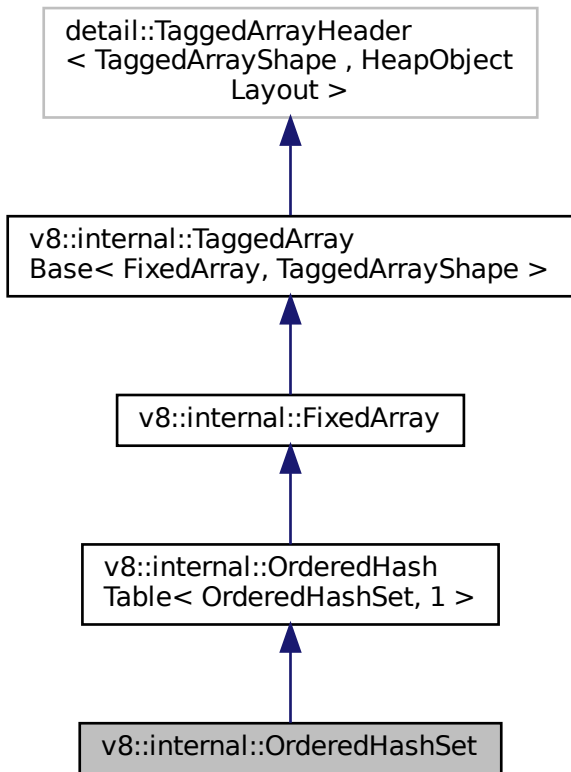 detail::TaggedArrayHeader
< TaggedArrayShape , HeapObject
Layout >
v8::internal::TaggedArray
Base< FixedArray, TaggedArrayShape >
v8::internal::FixedArray
v8::internal::OrderedHash
Table< OrderedHashSet, 1 >
v8::internal::OrderedHashSet